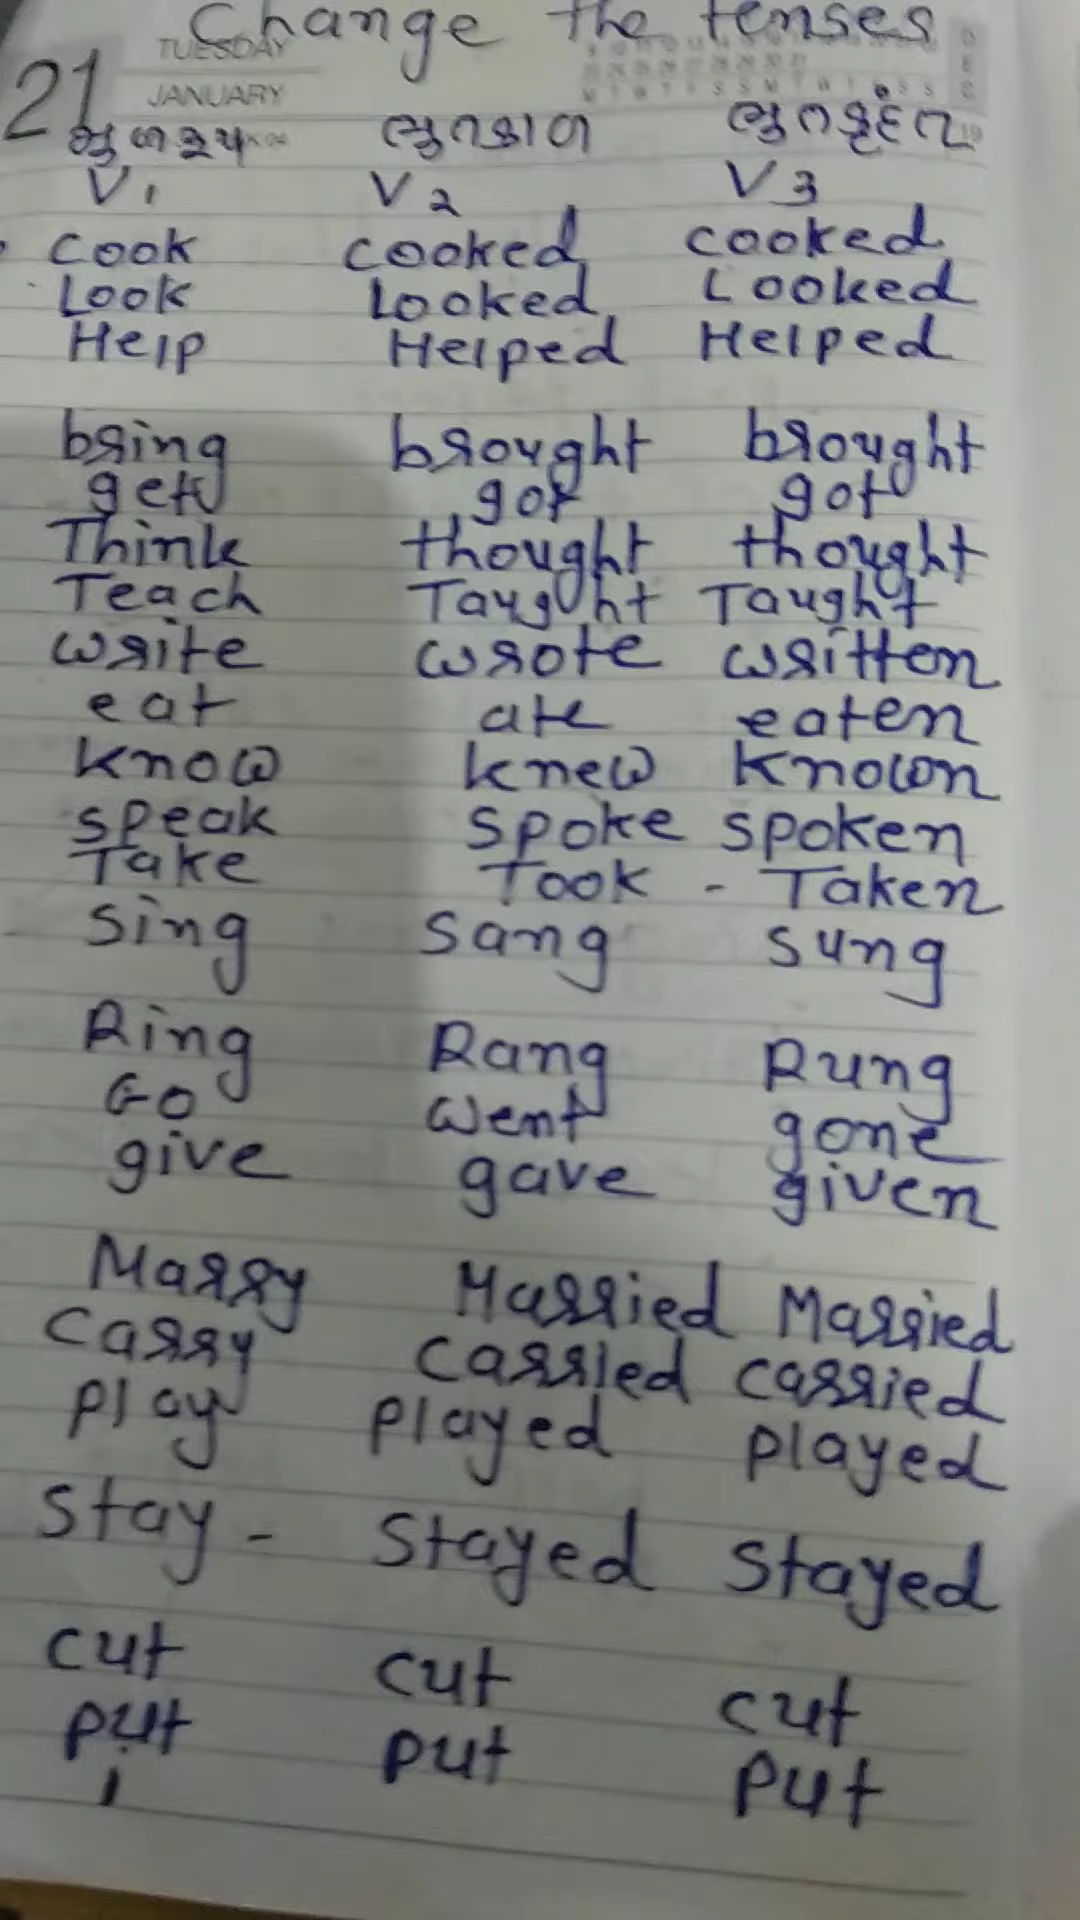 Change the tenses
TUESDAY
21 JANUARY
મુળરૂપ ભુતકાળ ભુતકૃદંત
V1 V2 V3
Cook cooked cooked
Look Looked Looked
Help Helped Helped
bring brought brought
get got got
Think thought thought
Teach Taught Taught
write wrote written
eat ate eaten
know knew known
speak spoke spoken
Take Took - Taken
Sing Sang sung
Ring Rang Rung
Go went gone
give gave given
Marry Married Married
Carry carried carried
play played played
Stay - Stayed Stayed
cut cut cut
put put put